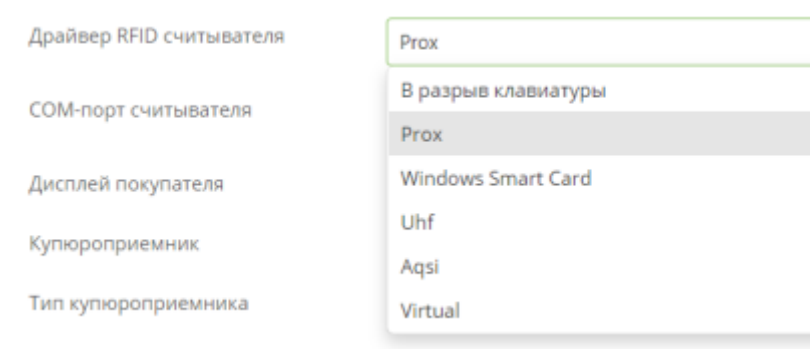 Драйвер RFID считывателя
Prox
В разрыв клавиатуры
COM-порт считывателя
Prox
Дисплей покупателя
Windows Smart Card
Uhf
Купюроприемник
Aqsi
Тип купюроприемника
Virtual